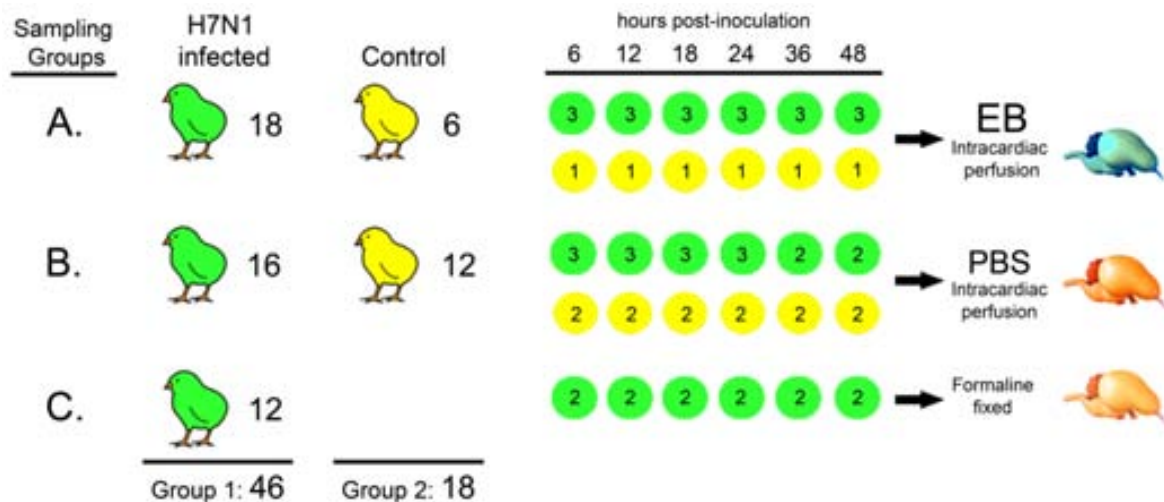 Sampling
Groups
H7N1
infected
Control
hours post-inoculation
6 12 18 24 36 48
A.
18
6
3 3 3 3 3 3
1 1 1 1 1 1
EB
Intracardiac
perfusion
B.
16
12
3 3 3 3 2 2
2 2 2 2 2 2
PBS
Intracardiac
perfusion
C.
12
2 2 2 2 2 2
Formaline
fixed
Group 1: 46
Group 2: 18